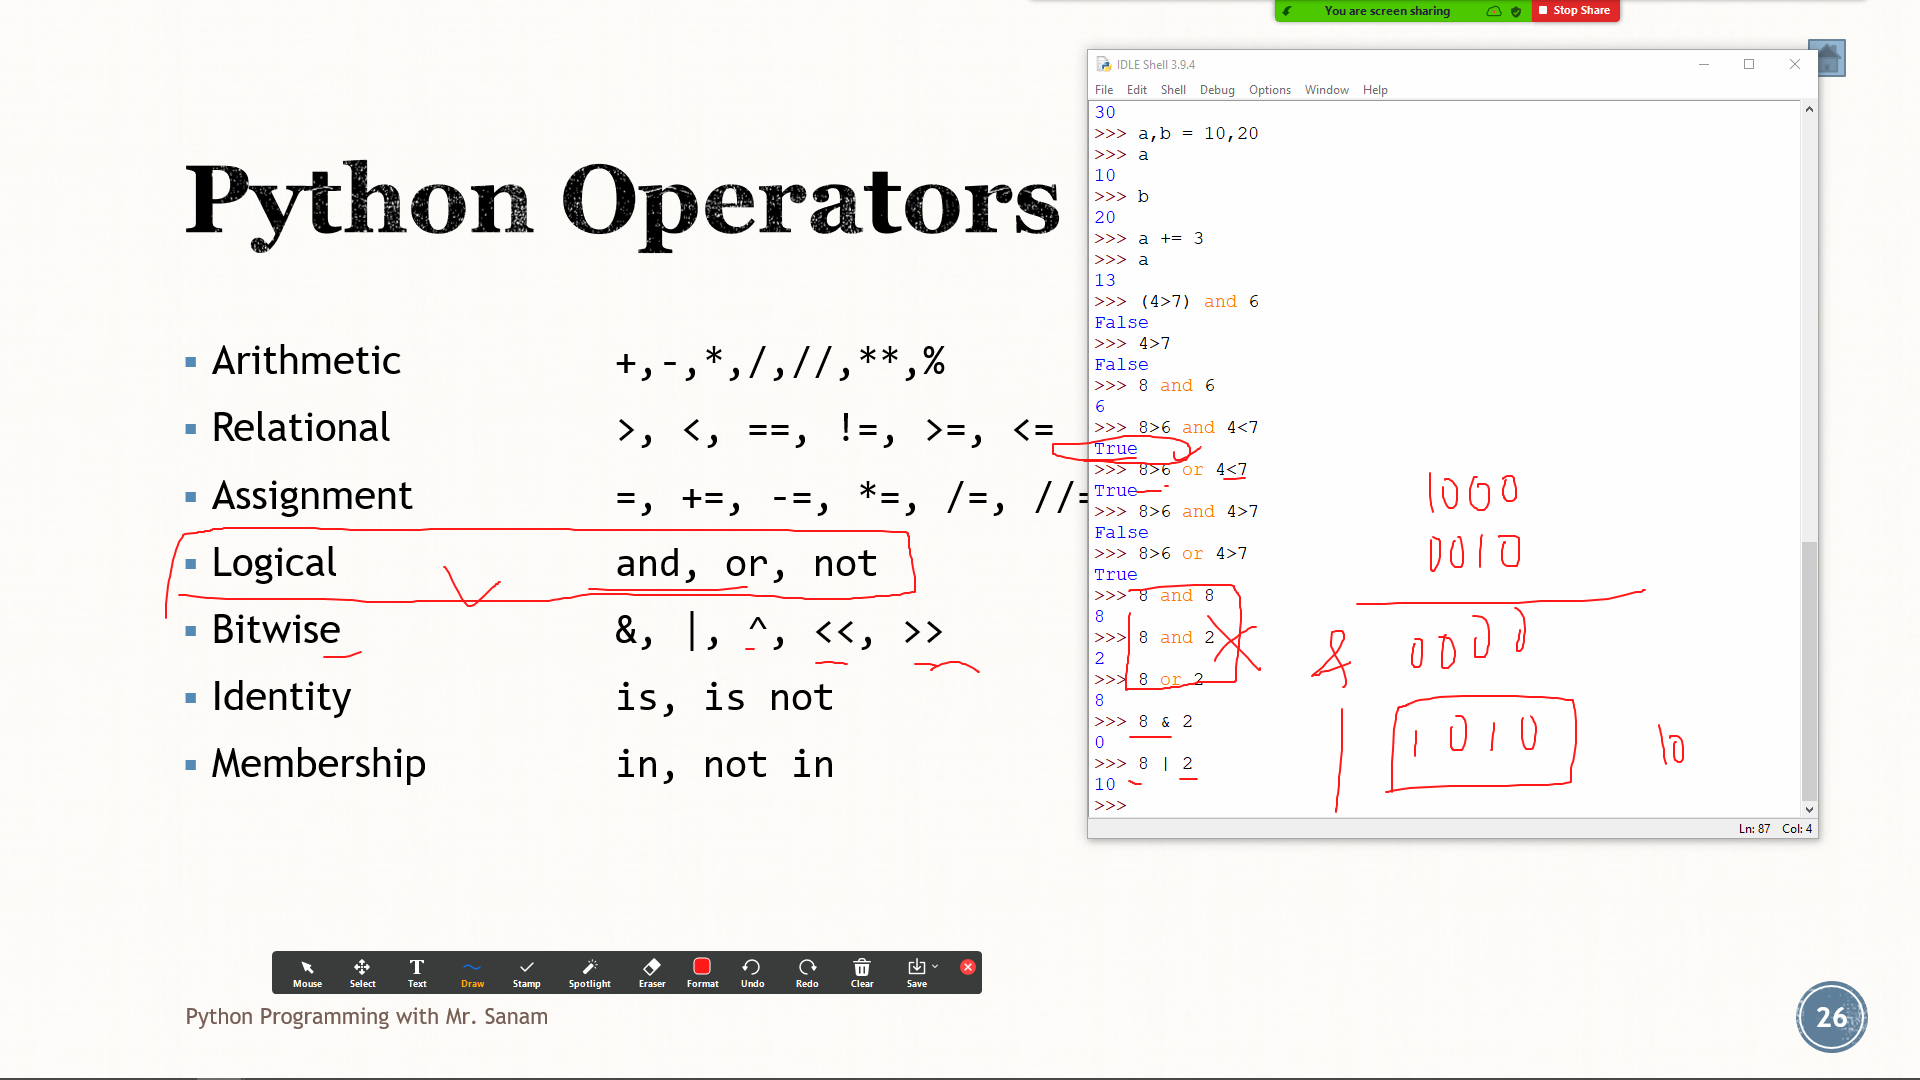 You are screen sharing Stop Share
Python Operators
Arithmetic +,-,*,/,//,**,%
Relational >, <, ==, !=, >=, <=
Assignment =, +=, -=, *=, /=, //=
Logical and, or, not
Bitwise &, |, ^, <<, >>
Identity is, is not
Membership in, not in
IDLE Shell 3.9.4
File Edit Shell Debug Options Window Help
30
>>> a,b = 10,20
>>> a
10
>>> b
20
>>> a += 3
>>> a
13
>>> (4>7) and 6
False
>>> 4>7
False
>>> 8 and 6
6
>>> 8>6 and 4<7
True
>>> 8>6 or 4<7
True
>>> 8>6 and 4>7
False
>>> 8>6 or 4>7
True
>>> 8 and 8
8
>>> 8 and 2
2
>>> 8 or 2
8
>>> 8 & 2
0
>>> 8 | 2
10
>>>
Ln: 87 Col: 4
1000
0010
& 0000
| 1010 10
Mouse Select Text Draw Stamp Spotlight Eraser Format Undo Redo Clear Save
Python Programming with Mr. Sanam
26